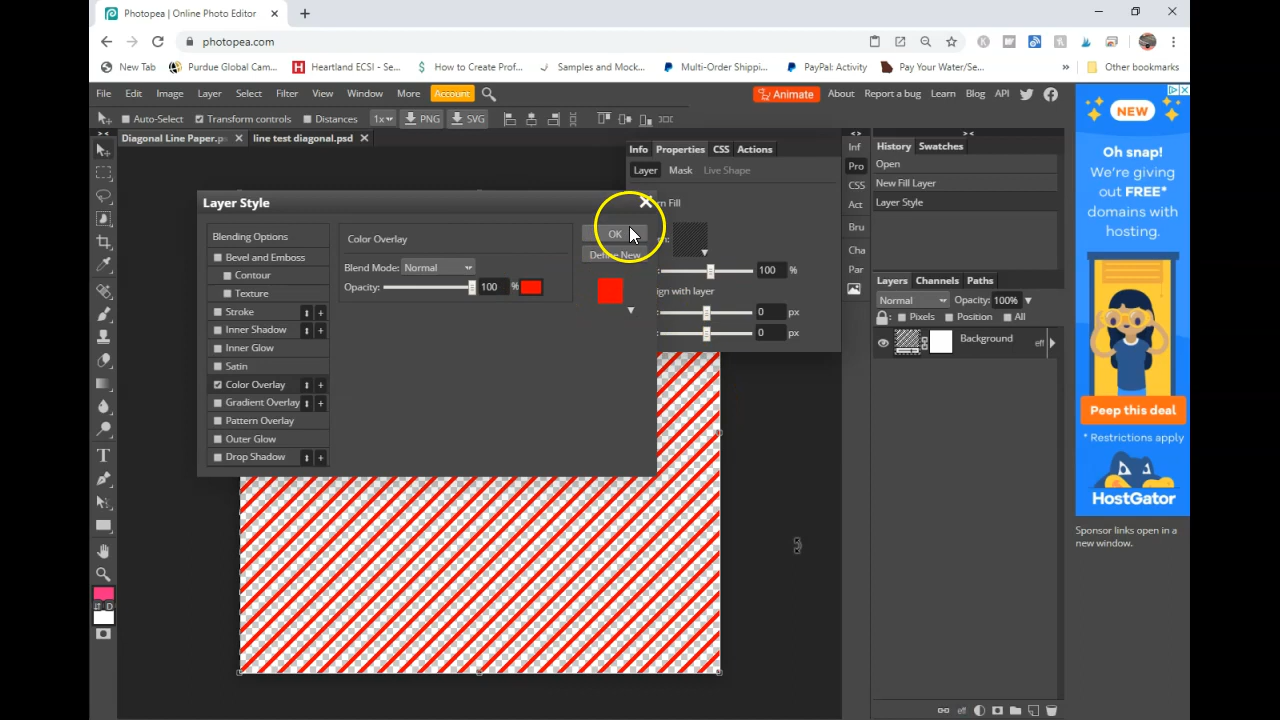 Photopea | Online Photo Editor
photopea.com
New Tab
Purdue Global Cam...
Heartland ECSI - Se...
How to Create Prof...
Samples and Mock...
Multi-Order Shippi...
PayPal: Activity
Pay Your Water/Se...
Other bookmarks
File Edit Image Layer Select Filter View Window More Account
Animate About Report a bug Learn Blog API
Auto-Select Transform controls Distances 1x PNG SVG
Diagonal Line Paper.p
line test diagonal.psd
Info Properties CSS Actions
Layer Mask Live Shape
Layer Style
Blending Options
Bevel and Emboss
Contour
Texture
Stroke
Inner Shadow
Inner Glow
Satin
Color Overlay
Gradient Overlay
Pattern Overlay
Outer Glow
Drop Shadow
Color Overlay
Blend Mode: Normal
Opacity: 100 %
OK
Define New
Fill
100 %
ign with layer
0 px
0 px
Inf
Pro
CSS
Act
Bru
Cha
Par
History Swatches
Open
New Fill Layer
Layer Style
Layers Channels Paths
Normal Opacity: 100%
Pixels Position All
Background eff
eff
NEW
Oh snap!
We're giving
out FREE*
domains with
hosting.
Peep this deal
* Restrictions apply
HostGator
Sponsor links open in a
new window.